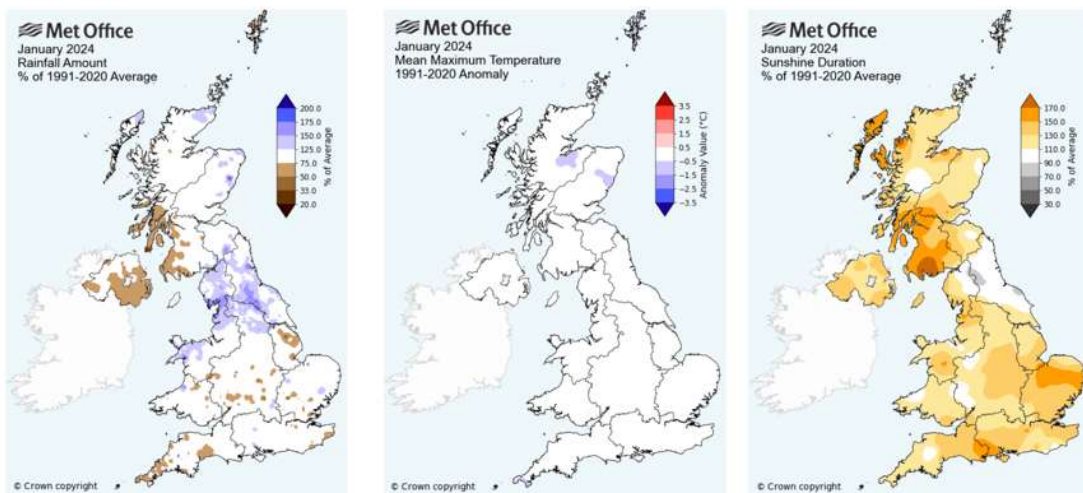 Met Office
January 2024
Rainfall Amount
% of 1991-2020 Average
200.0
175.0
150.0
125.0
75.0
50.0
33.0
20.0
% of Average
© Crown copyright
Met Office
January 2024
Mean Maximum Temperature
1991-2020 Anomaly
3.5
2.5
1.5
0.5
−0.5
−1.5
−2.5
−3.5
Anomaly Value (°C)
© Crown copyright
Met Office
January 2024
Sunshine Duration
% of 1991-2020 Average
170.0
150.0
130.0
110.0
90.0
70.0
50.0
30.0
% of Average
© Crown copyright